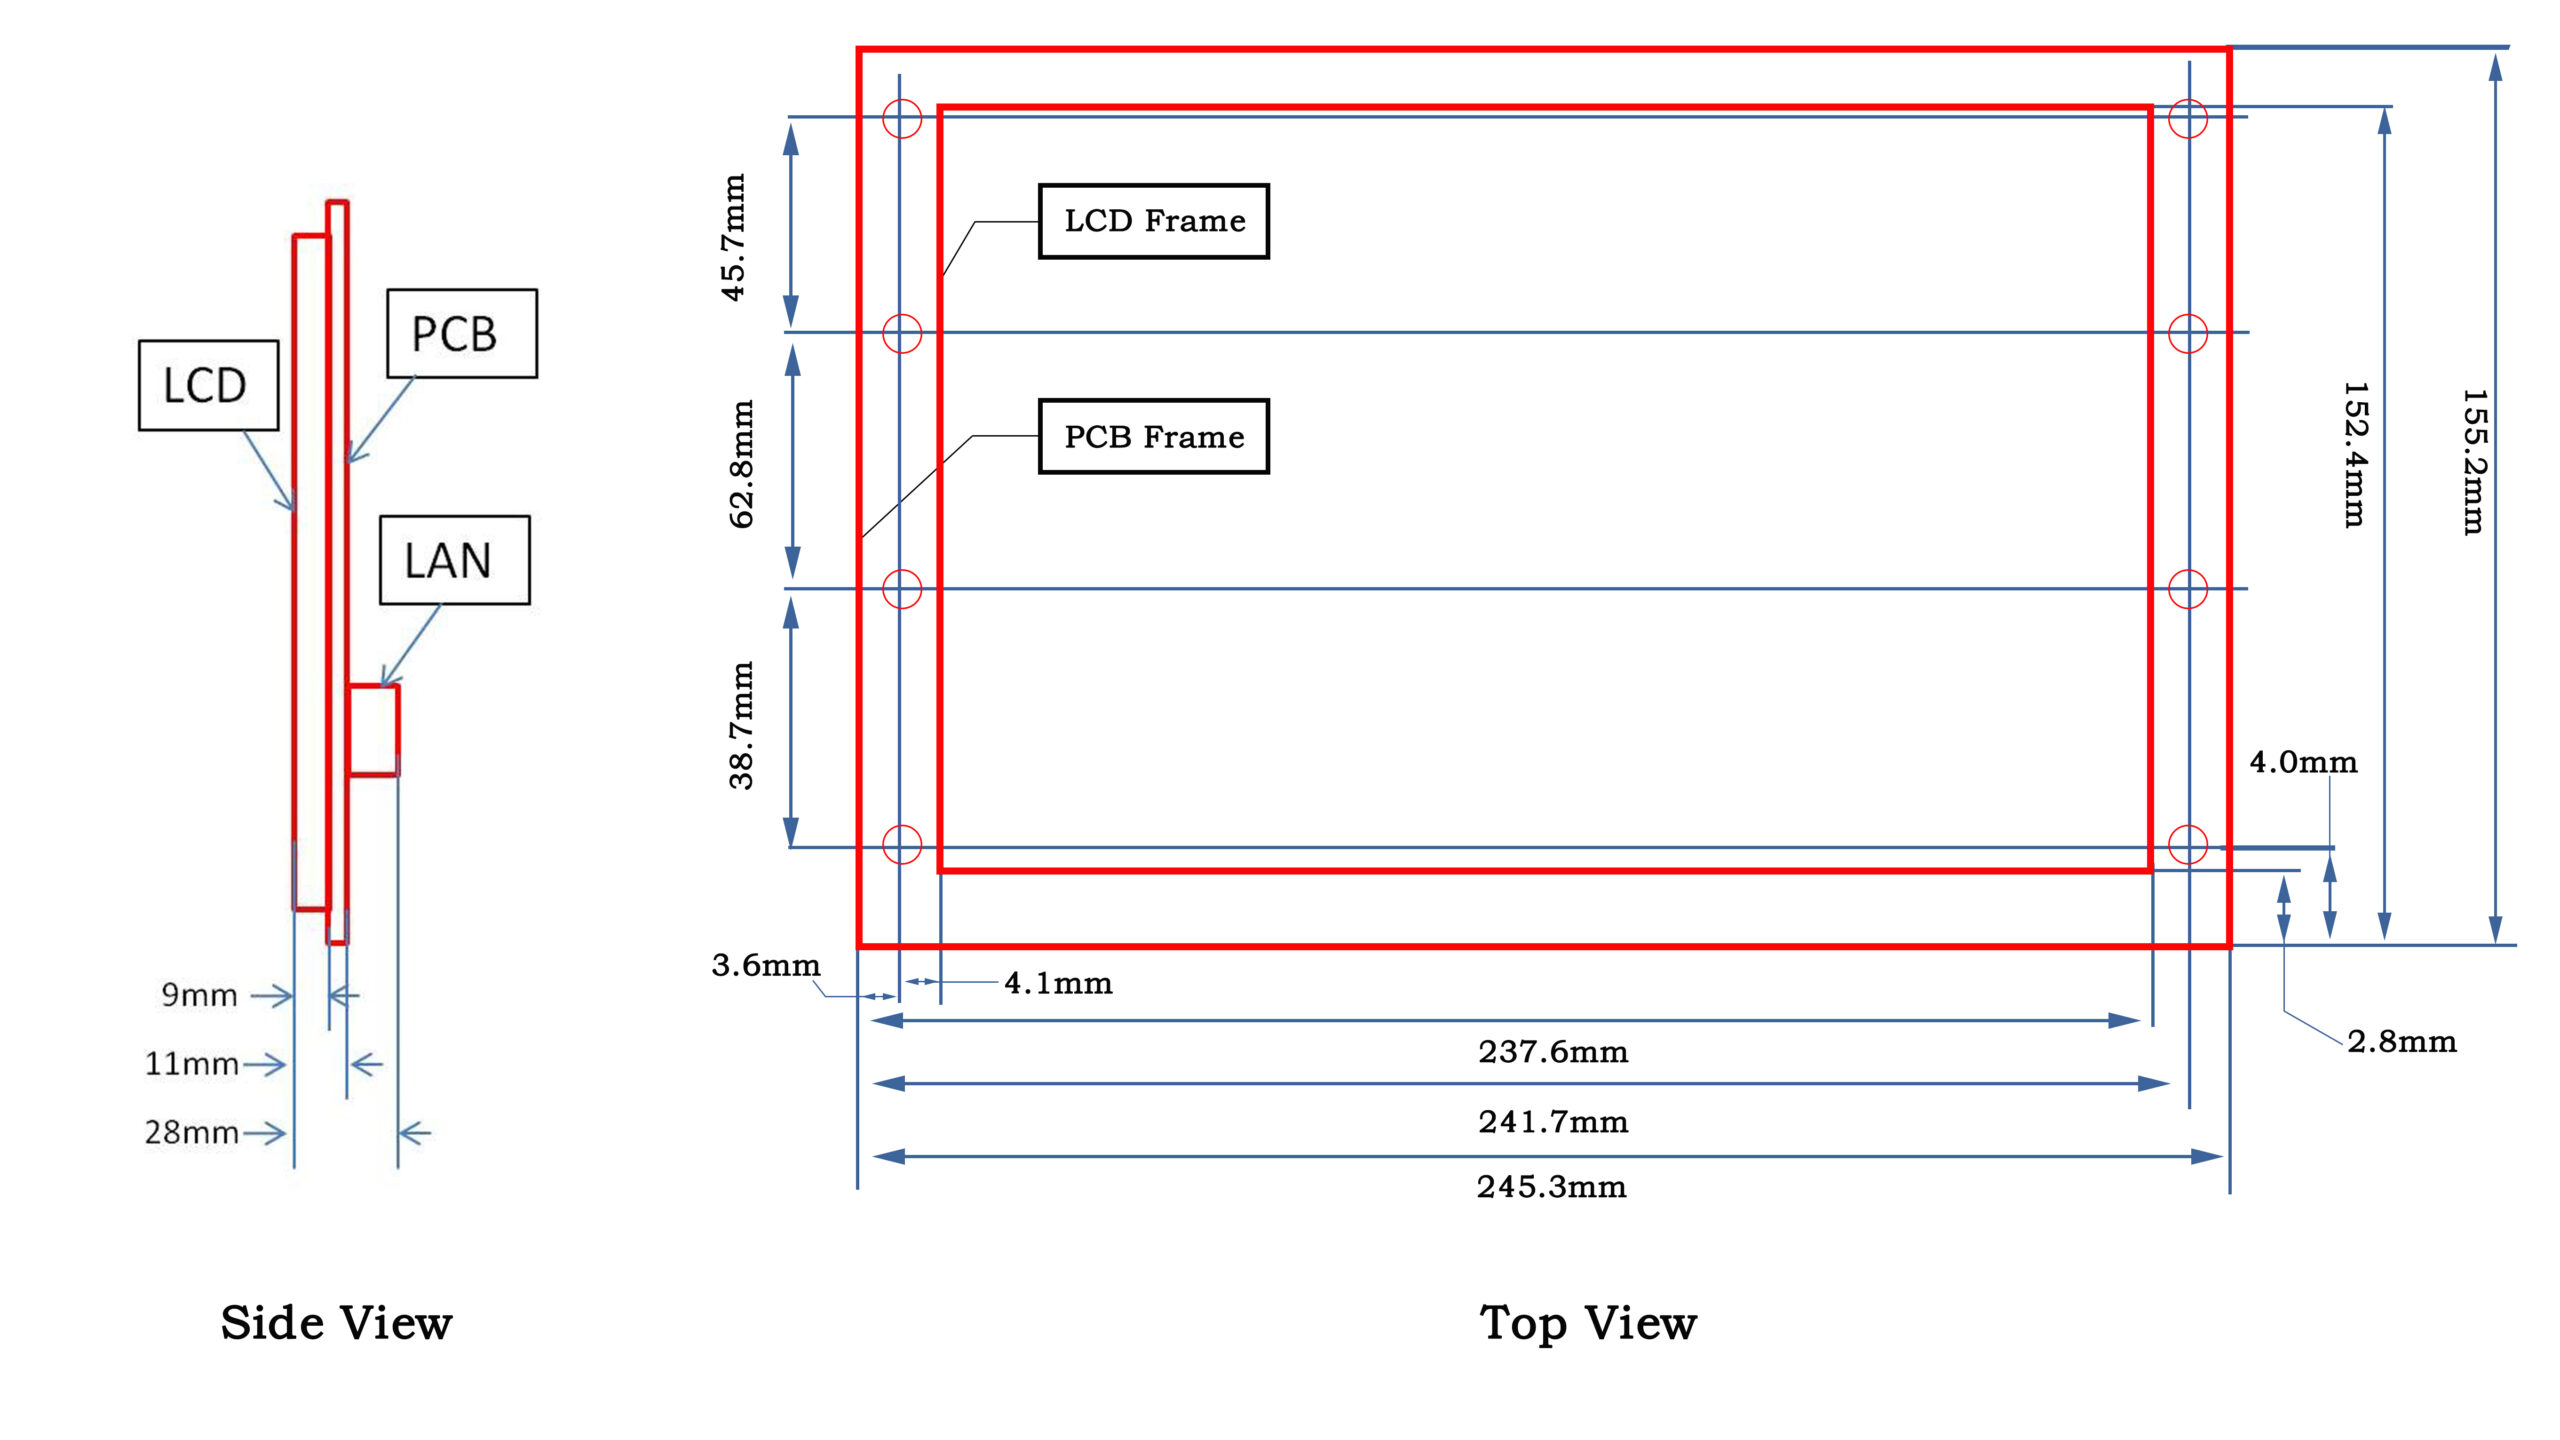 LCD
PCB
LAN
9mm
11mm
28mm
Side View
45.7mm
62.8mm
38.7mm
LCD Frame
PCB Frame
152.4mm
155.2mm
4.0mm
2.8mm
3.6mm
4.1mm
237.6mm
241.7mm
245.3mm
Top View